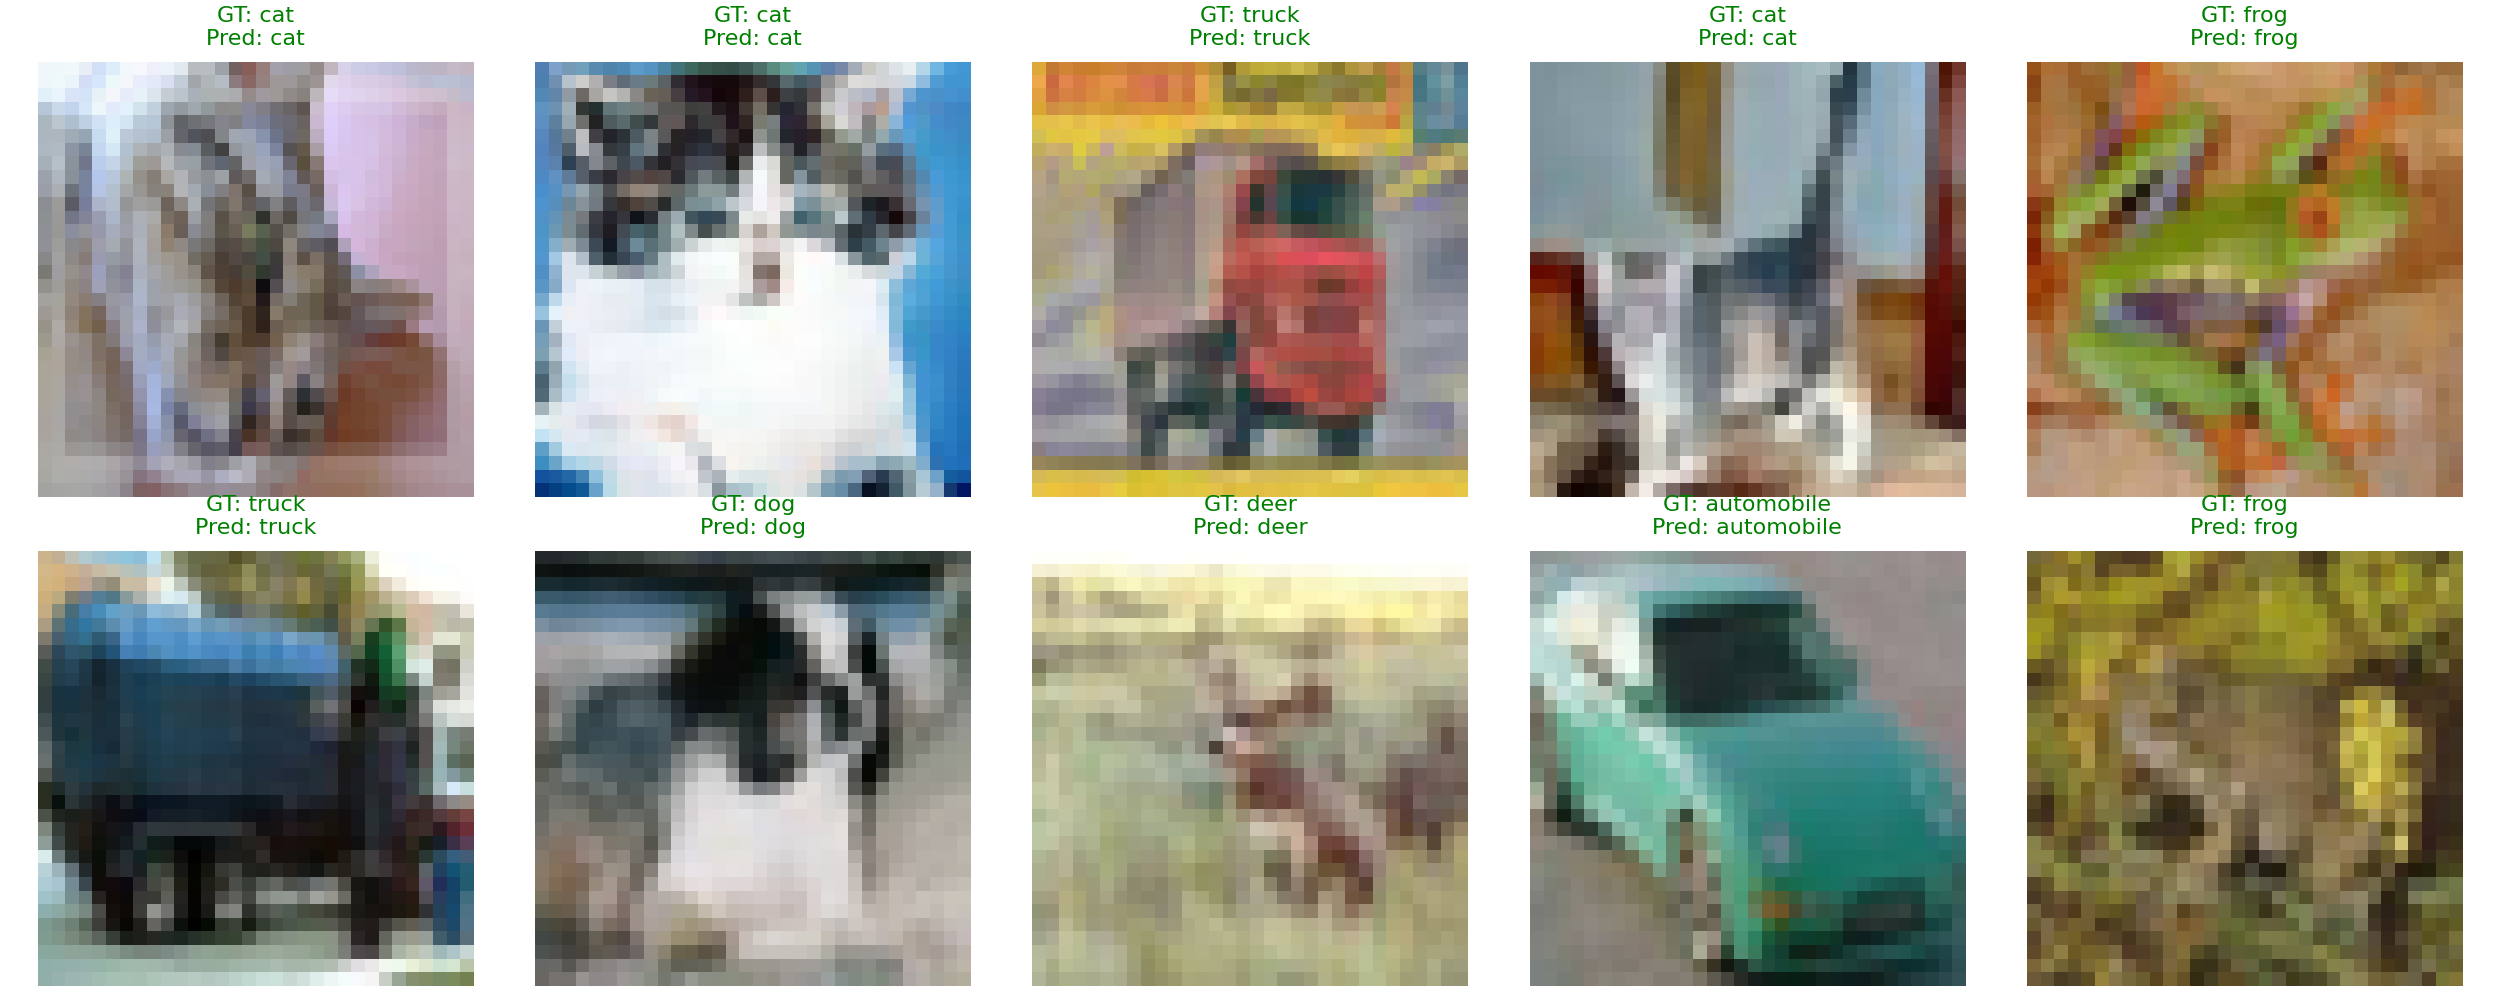 GT: cat
Pred: cat
GT: cat
Pred: cat
GT: truck
Pred: truck
GT: cat
Pred: cat
GT: frog
Pred: frog
GT: truck
Pred: truck
GT: dog
Pred: dog
GT: deer
Pred: deer
GT: automobile
Pred: automobile
GT: frog
Pred: frog